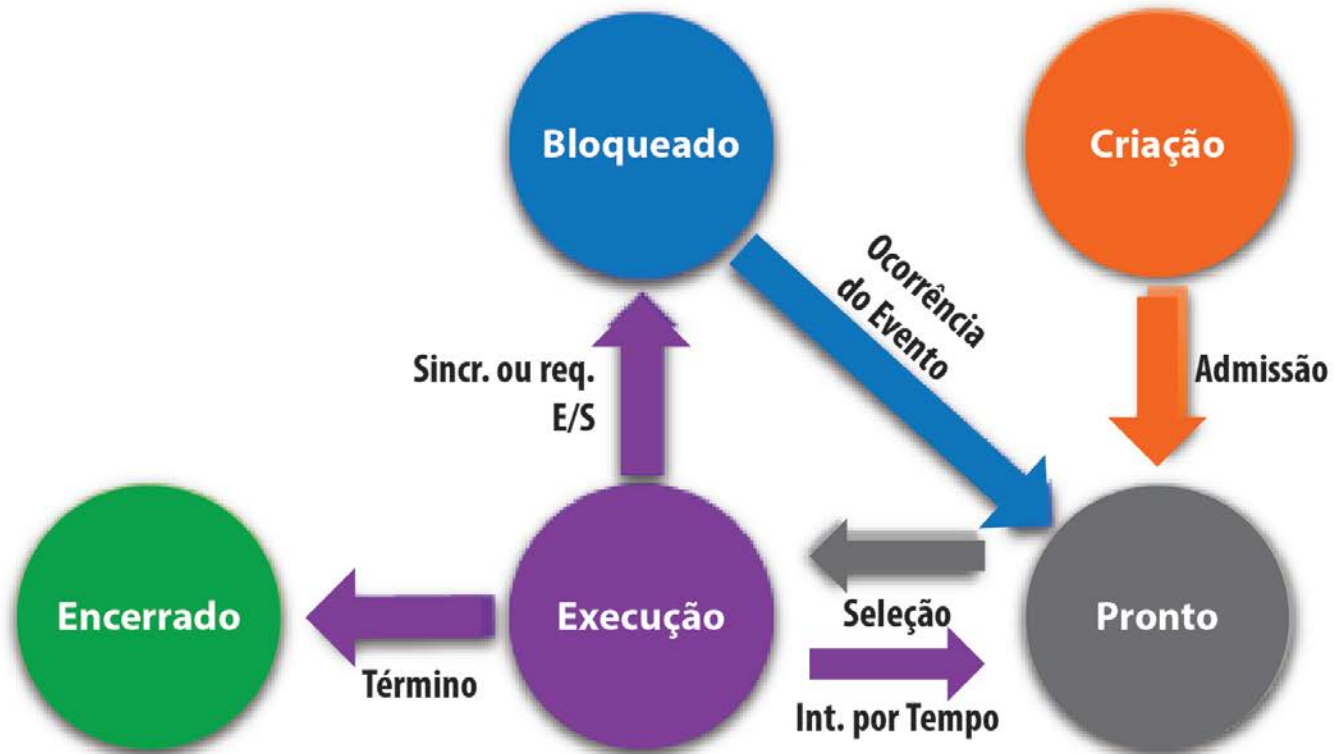 Bloqueado
Criação
Ocorrência
do Evento
Sincr. ou req.
E/S
Admissão
Encerrado
Término
Execução
Seleção
Int. por Tempo
Pronto